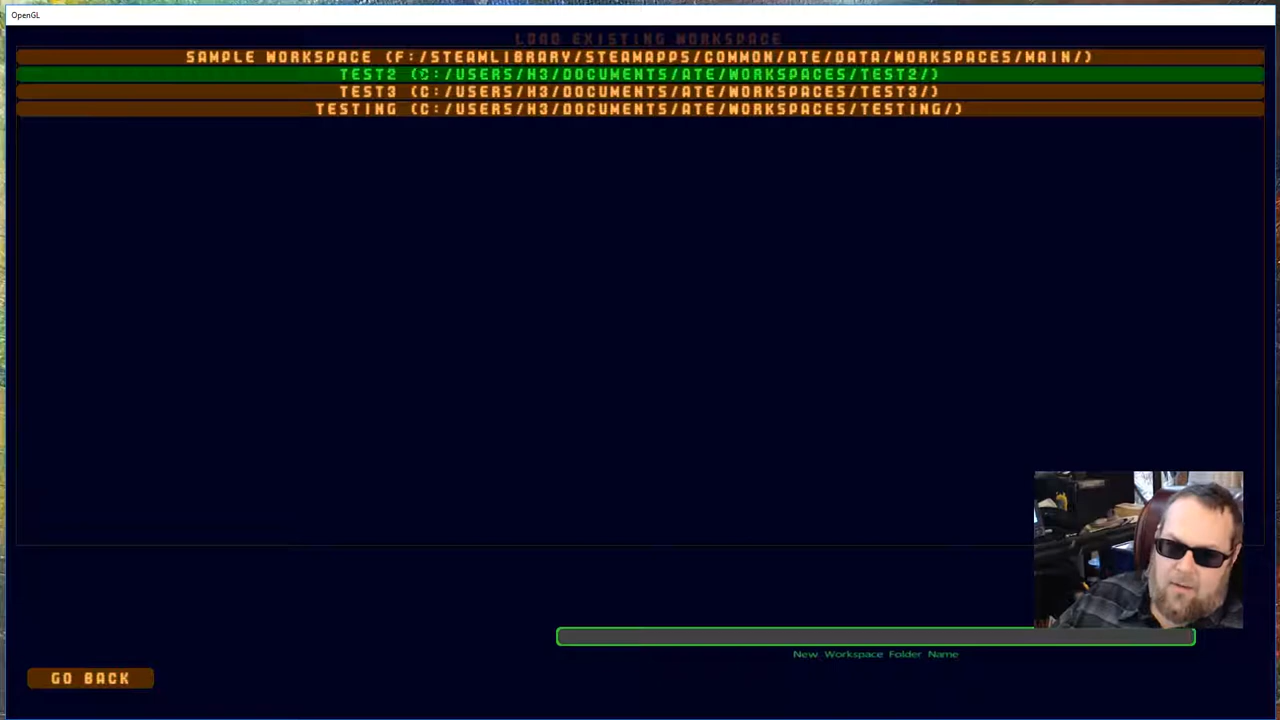 OpenGL
LOAD EXISTING WORKSPACE
SAMPLE WORKSPACE (F:/STEAMLIBRARY/STEAMAPPS/COMMON/ATE/DATA/WORKSPACES/MAIN/)
TEST2 (C:/USERS/H3/DOCUMENTS/ATE/WORKSPACES/TEST2/)
TEST3 (C:/USERS/H3/DOCUMENTS/ATE/WORKSPACES/TEST3/)
TESTING (C:/USERS/H3/DOCUMENTS/ATE/WORKSPACES/TESTING/)
New Workspace Folder Name
GO BACK